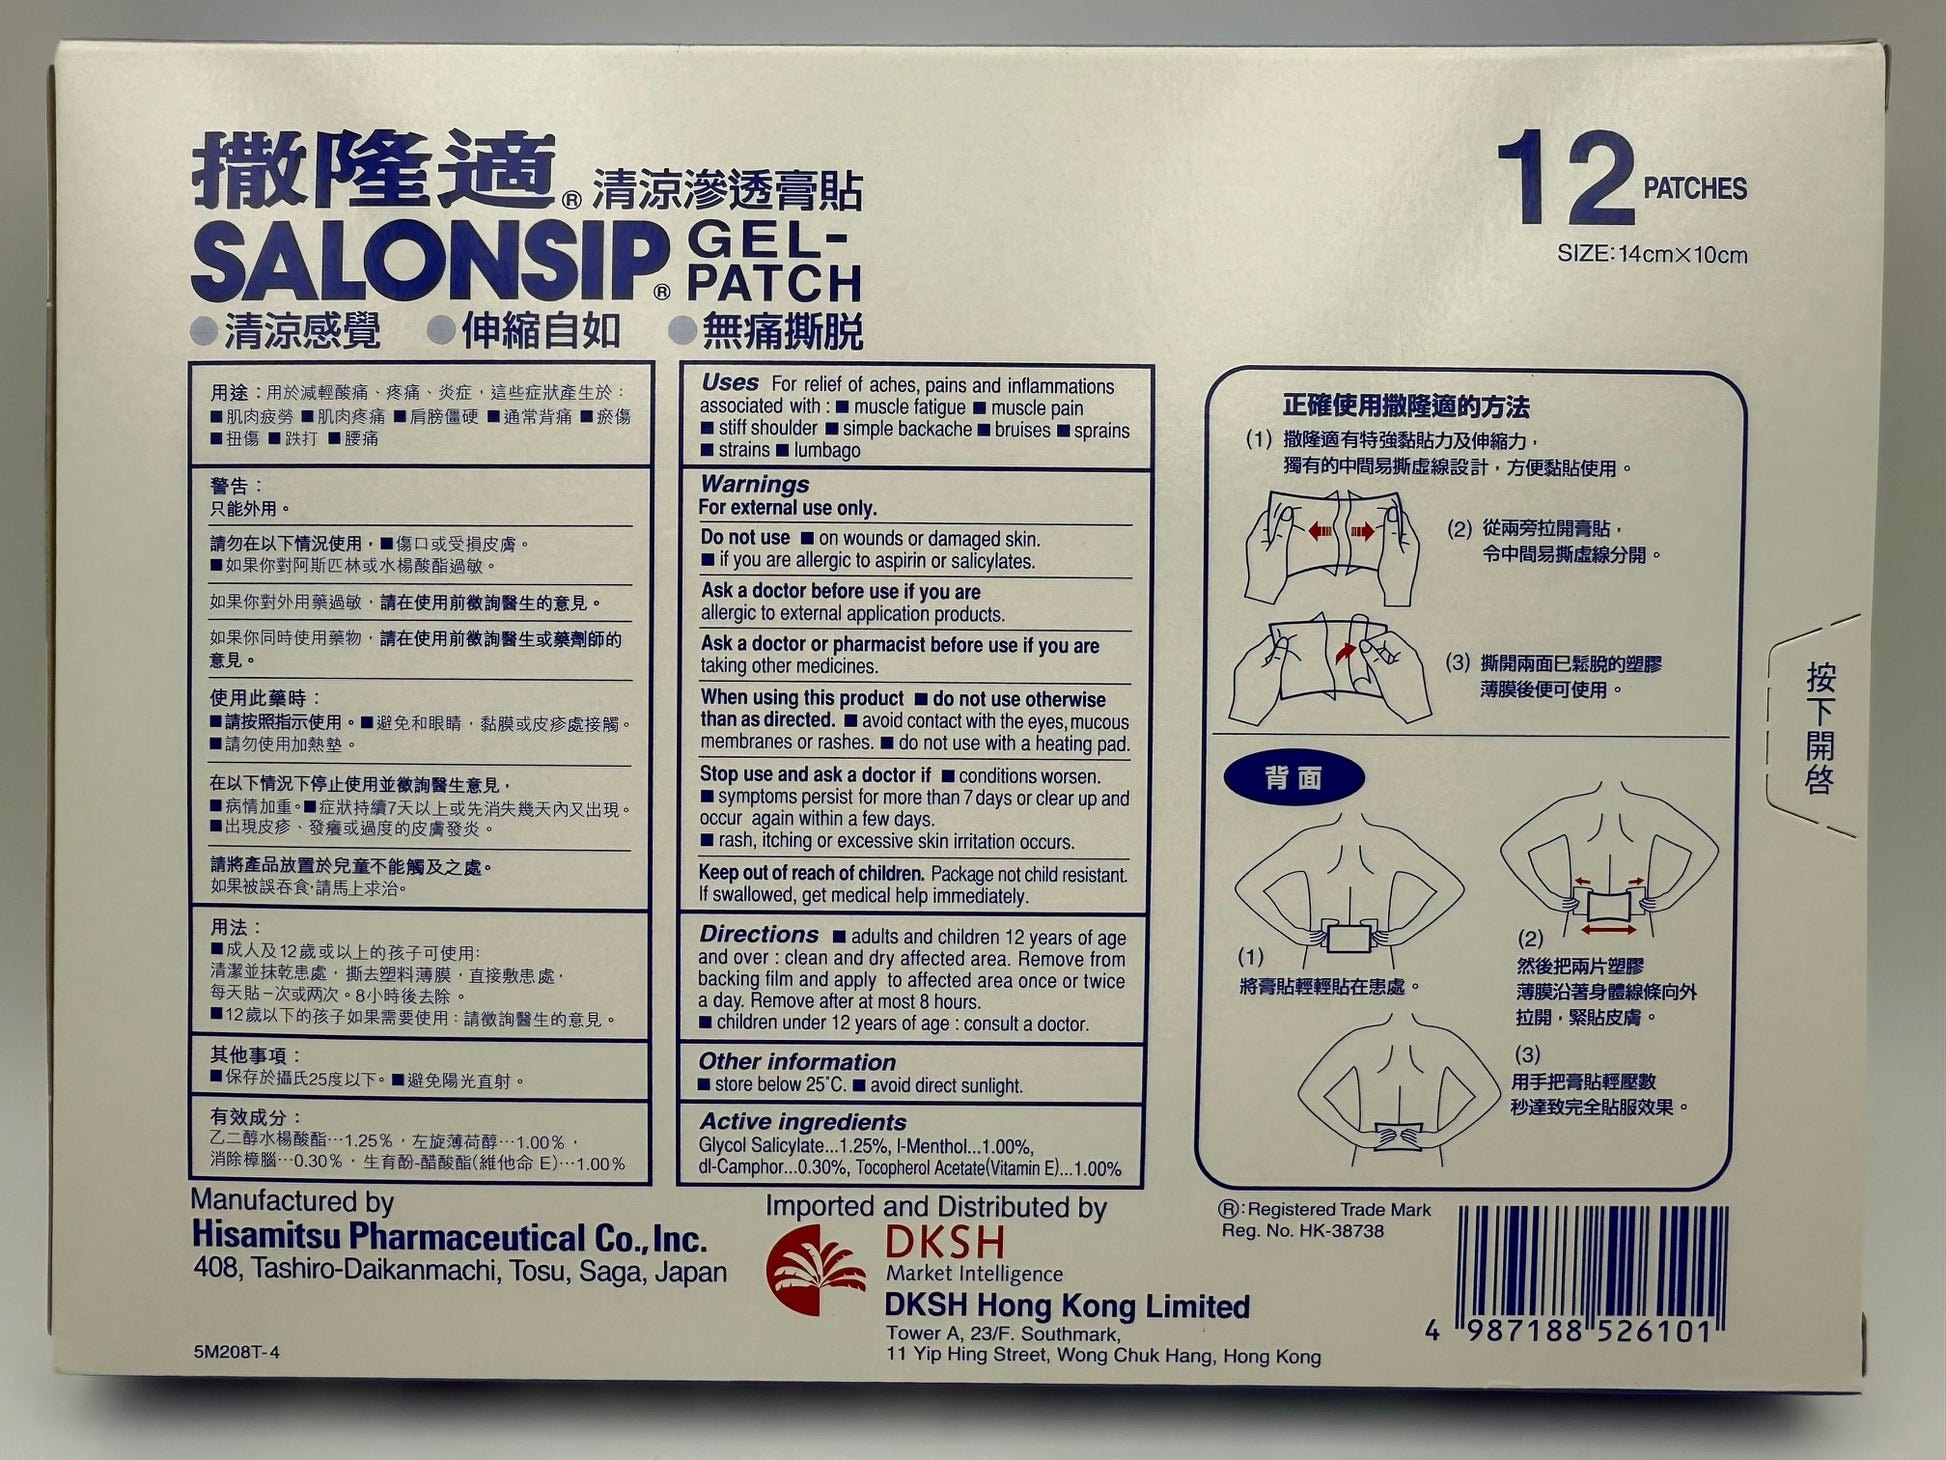 撒隆適® 清涼滲透膏貼
SALONSIP® GEL-
PATCH
●清涼感覺 ●伸縮自如 ●無痛撕脱
12 PATCHES
SIZE:14cm×10cm
用途：用於減輕酸痛、疼痛、炎症，這些症狀產生於：
■肌肉疲勞 ■肌肉疼痛 ■肩膀僵硬 ■通常背痛 ■瘀傷
■扭傷 ■跌打 ■腰痛
警告：
只能外用。
請勿在以下情況使用，■傷口或受損皮膚。
■如果你對阿斯匹林或水楊酸酯過敏。
如果你對外用藥過敏，請在使用前徵詢醫生的意見。
如果你同時使用藥物，請在使用前徵詢醫生或藥劑師的
意見。
使用此藥時：
■請按照指示使用。■避免和眼睛，黏膜或皮疹處接觸。
■請勿使用加熱墊。
在以下情況下停止使用並徵詢醫生意見，
■病情加重。■症狀持續7天以上或先消失幾天內又出現。
■出現皮疹、發癢或過度的皮膚發炎。
請將產品放置於兒童不能觸及之處。
如果被誤吞食，請馬上求治。
用法：
■成人及12歲或以上的孩子可使用：
清潔並抹乾患處，撕去塑料薄膜，直接敷患處，
每天貼一次或两次。8小時後去除。
■12歲以下的孩子如果需要使用：請徵詢醫生的意見。
其他事項：
■保存於攝氏25度以下。■避免陽光直射。
有效成分：
乙二醇水楊酸酯…1.25%，左旋薄荷醇…1.00%，
消除樟腦…0.30%，生育酚-醋酸酯(維他命 E)…1.00%
Uses For relief of aches, pains and inflammations
associated with : ■ muscle fatigue ■ muscle pain
■ stiff shoulder ■ simple backache ■ bruises ■ sprains
■ strains ■ lumbago
Warnings
For external use only.
Do not use ■ on wounds or damaged skin.
■ if you are allergic to aspirin or salicylates.
Ask a doctor before use if you are
allergic to external application products.
Ask a doctor or pharmacist before use if you are
taking other medicines.
When using this product ■ do not use otherwise
than as directed. ■ avoid contact with the eyes, mucous
membranes or rashes. ■ do not use with a heating pad.
Stop use and ask a doctor if ■ conditions worsen.
■ symptoms persist for more than 7 days or clear up and
occur again within a few days.
■ rash, itching or excessive skin irritation occurs.
Keep out of reach of children. Package not child resistant.
If swallowed, get medical help immediately.
Directions ■ adults and children 12 years of age
and over : clean and dry affected area. Remove from
backing film and apply to affected area once or twice
a day. Remove after at most 8 hours.
■ children under 12 years of age : consult a doctor.
Other information
■ store below 25˚C. ■ avoid direct sunlight.
Active ingredients
Glycol Salicylate...1.25%, l-Menthol...1.00%,
dl-Camphor...0.30%, Tocopherol Acetate(Vitamin E)...1.00%
正確使用撒隆適的方法
(1) 撒隆適有特強黏貼力及伸縮力，
獨有的中間易撕虛線設計，方便黏貼使用。
(2) 從兩旁拉開膏貼，
令中間易撕虛線分開。
(3) 撕開兩面巳鬆脫的塑膠
薄膜後便可使用。
背面
(1)
將膏貼輕輕貼在患處。
(2)
然後把兩片塑膠
薄膜沿著身體線條向外
拉開，緊貼皮膚。
(3)
用手把膏貼輕壓數
秒達致完全貼服效果。
按下開啓
Manufactured by
Hisamitsu Pharmaceutical Co., Inc.
408, Tashiro-Daikanmachi, Tosu, Saga, Japan
5M208T-4
Imported and Distributed by
DKSH
Market Intelligence
DKSH Hong Kong Limited
Tower A, 23/F. Southmark,
11 Yip Hing Street, Wong Chuk Hang, Hong Kong
®:Registered Trade Mark
Reg. No. HK-38738
4 987188 526101